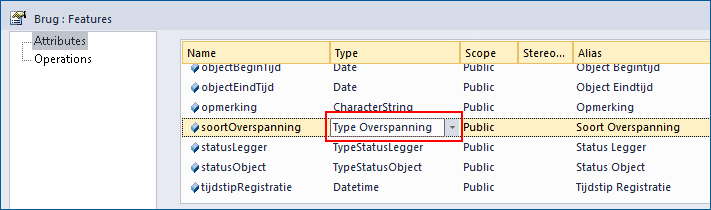 Brug : Features
Attributes
Operations
Name Type Scope Stereo... Alias
objectBeginTijd Date Public Object Begintijd
objectEindTijd Date Public Object Eindtijd
opmerking CharacterString Public Opmerking
soortOverspanning Type Overspanning Public Soort Overspanning
statusLegger TypeStatusLegger Public Status Legger
statusObject TypeStatusObject Public Status Object
tijdstipRegistratie Datetime Public Tijdstip Registratie